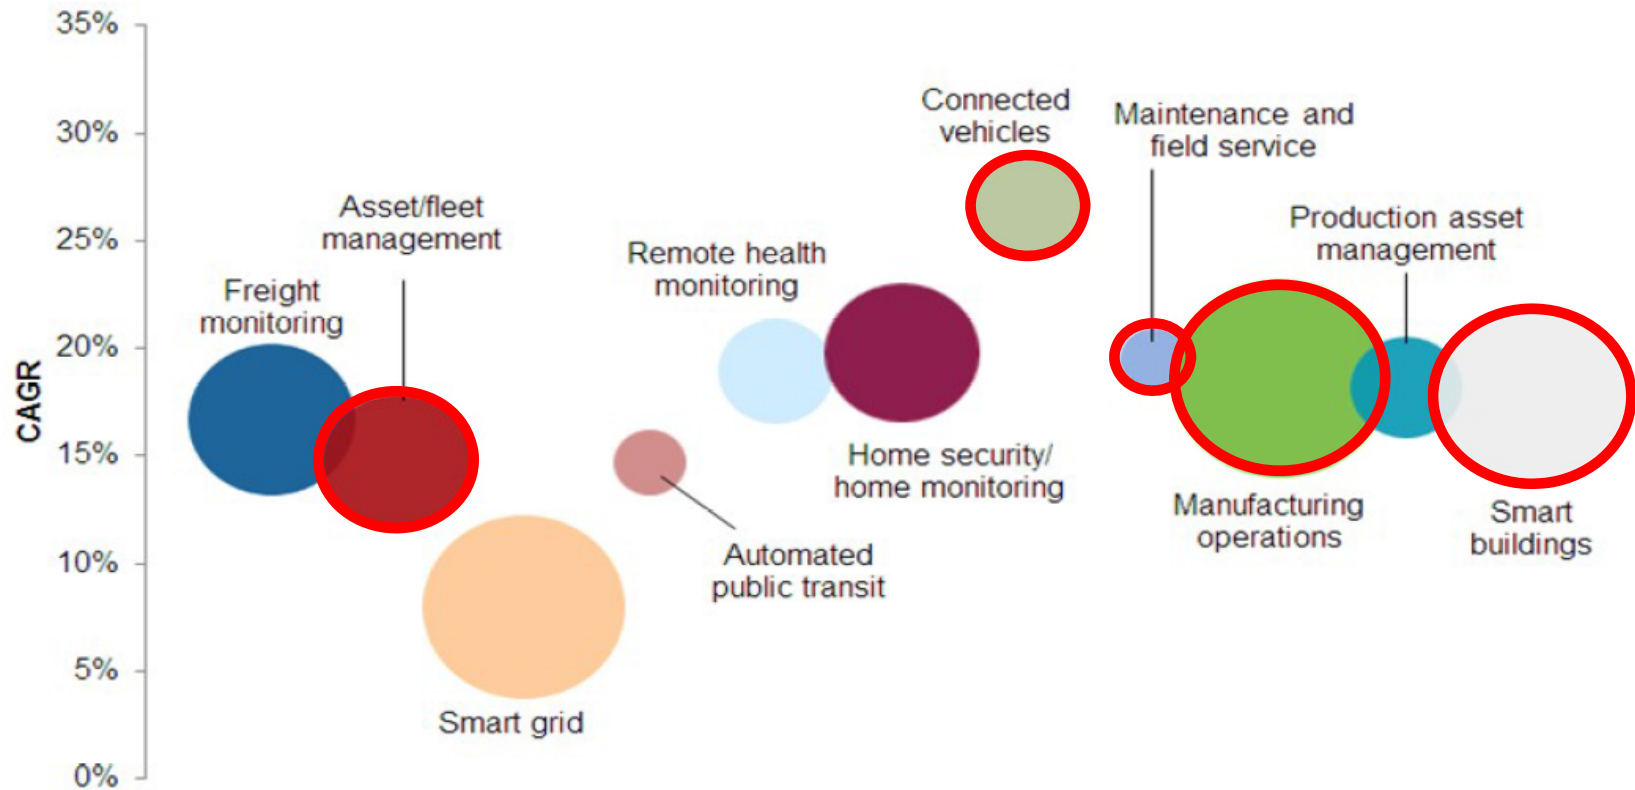 35%
30%
25%
20%
15%
10%
5%
0%
CAGR
Freight
monitoring
Asset/fleet
management
Smart grid
Automated
public transit
Remote health
monitoring
Home security/
home monitoring
Connected
vehicles
Maintenance and
field service
Manufacturing
operations
Production asset
management
Smart
buildings